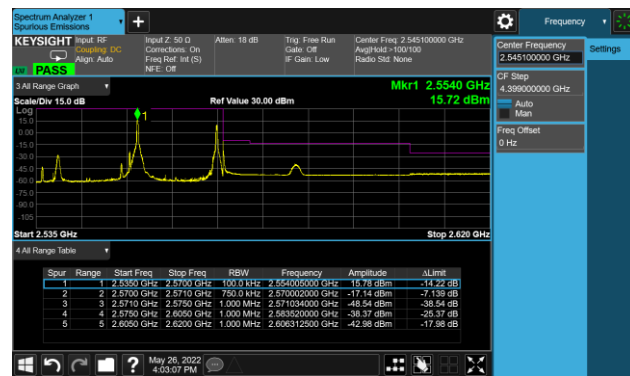 Spectrum Analyzer 1
Spurious Emissions
Frequency
KEYSIGHT
Input: RF
Coupling: DC
Align: Auto
Input Z: 50 Ω
Corrections: On
Freq Ref: Int (S)
NFE: Off
Atten: 18 dB
Trig: Free Run
Gate: Off
IF Gain: Low
Center Freq: 2.545100000 GHz
Avg|Hold:>100/100
Radio Std: None
PASS
Center Frequency
2.545100000 GHz
Settings
CF Step
4.399000000 GHz
Auto
Man
Freq Offset
0 Hz
3 All Range Graph
Mkr1 2.5540 GHz
Scale/Div 15.0 dB
Ref Value 30.00 dBm
15.72 dBm
Log
15.0
0.00
-15.0
-30.0
-45.0
-60.0
-75.0
-90.0
-105
1
Start 2.535 GHz
Stop 2.620 GHz
4 All Range Table
Spur Range Start Freq Stop Freq RBW Frequency Amplitude ΔLimit
1 1 2.5350 GHz 2.5700 GHz 100.0 kHz 2.554005000 GHz 15.78 dBm -14.22 dB
2 2 2.5700 GHz 2.5710 GHz 750.0 kHz 2.570002000 GHz -17.14 dBm -7.139 dB
3 3 2.5710 GHz 2.5750 GHz 1.000 MHz 2.571034000 GHz -48.54 dBm -38.54 dB
4 4 2.5750 GHz 2.6050 GHz 1.000 MHz 2.583520000 GHz -38.37 dBm -25.37 dB
5 5 2.6050 GHz 2.6200 GHz 1.000 MHz 2.606312500 GHz -42.98 dBm -17.98 dB
May 26, 2022
4:03:07 PM